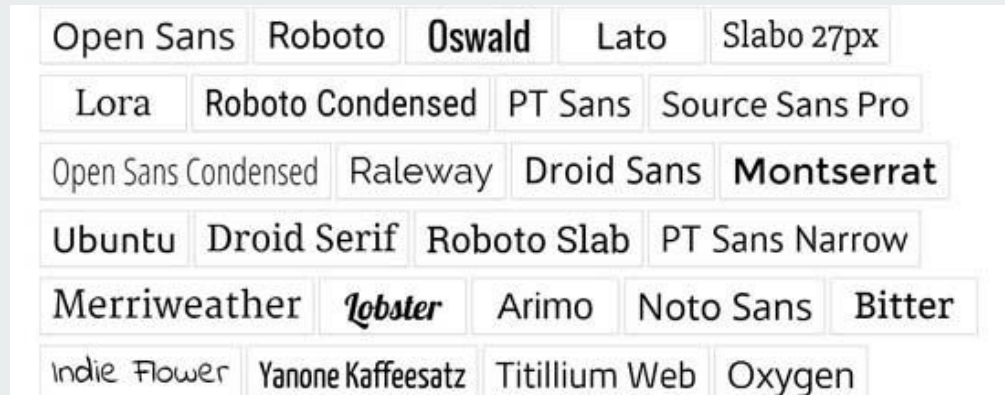 Open Sans Roboto Oswald Lato Slabo 27px
Lora Roboto Condensed PT Sans Source Sans Pro
Open Sans Condensed Raleway Droid Sans Montserrat
Ubuntu Droid Serif Roboto Slab PT Sans Narrow
Merriweather Lobster Arimo Noto Sans Bitter
Indie Flower Yanone Kaffeesatz Titillium Web Oxygen